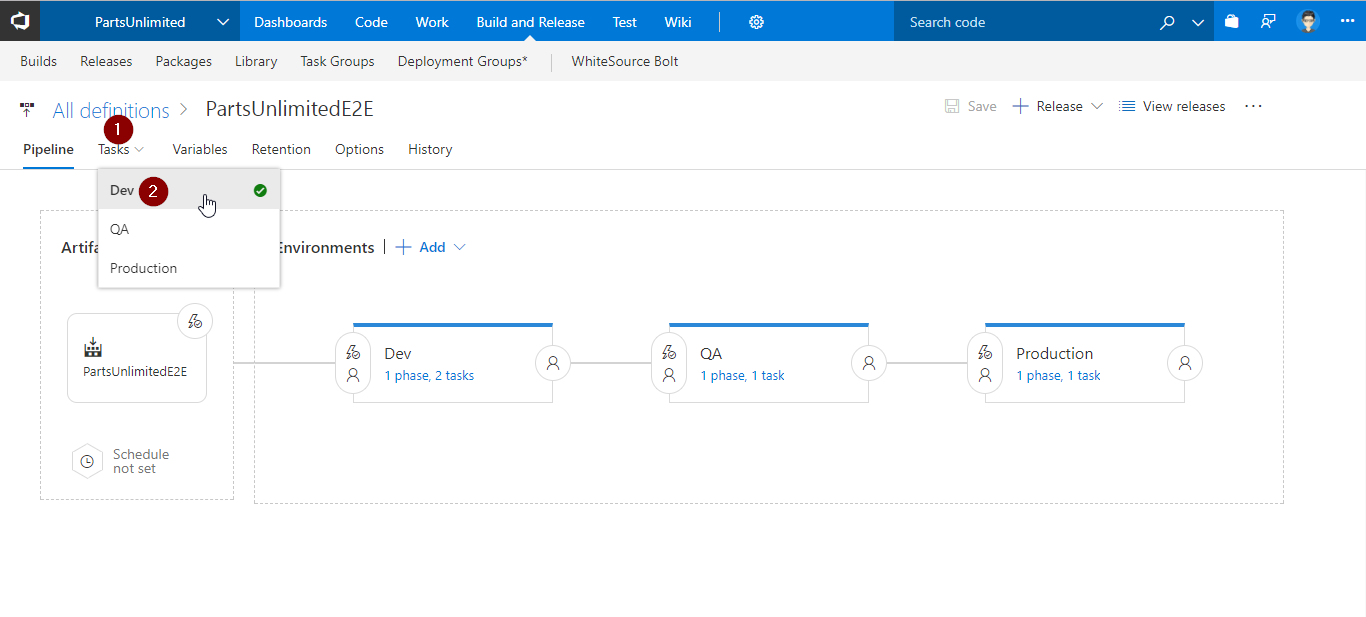 PartsUnlimited Dashboards Code Work Build and Release Test Wiki Search code
Builds Releases Packages Library Task Groups Deployment Groups* WhiteSource Bolt
All definitions > PartsUnlimitedE2E Save Release View releases ...
1
Pipeline Tasks Variables Retention Options History
Dev 2
QA
Production
Artifa
Environments | + Add
PartsUnlimitedE2E
Dev
1 phase, 2 tasks
QA
1 phase, 1 task
Production
1 phase, 1 task
Schedule
not set